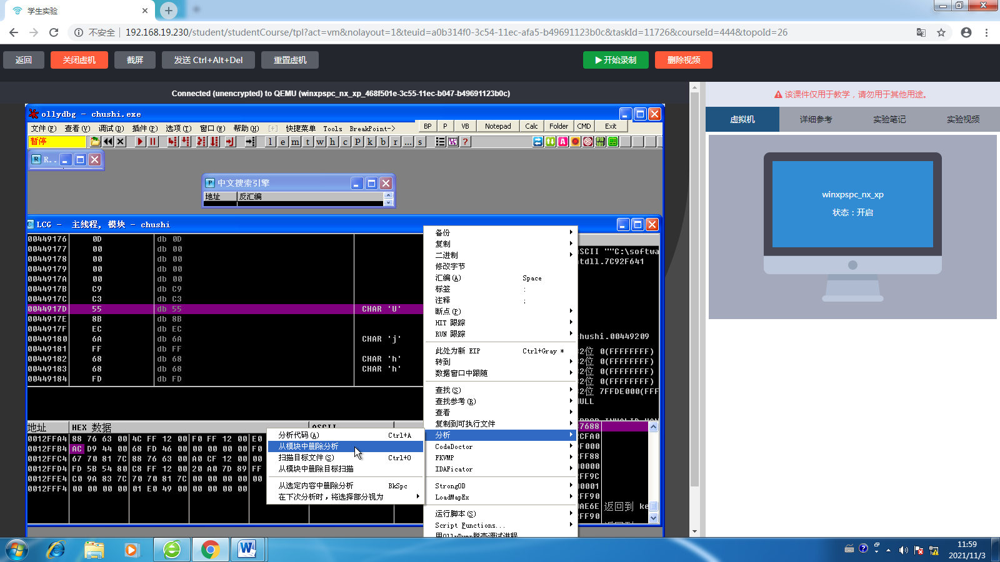 学生实验
不安全 192.168.19.230/student/studentCourse/tpl?act=vm&nolayout=1&teuid=a0b314f0-3c54-11ec-afa5-b49691123b0c&taskId=11726&courseId=444&topoId=26
返回 关闭虚机 截屏 发送 Ctrl+Alt+Del 重置虚机 开始录制 删除视频
Connected (unencrypted) to QEMU (winxpspc_nx_xp_468f501e-3c55-11ec-b047-b49691123b0c)
该课件仅用于教学，请勿用于其他用途。
虚拟机 详细参考 实验笔记 实验视频
winxpspc_nx_xp
状态：开启
ollydbg - chushi.exe
文件(F) 查看(V) 调试(D) 插件(P) 选项(T) 窗口(W) 帮助(H) [+] 快捷菜单 Tools BreakPoint-> BP P VB Notepad Calc Folder CMD Exit
暂停 l e m t w h c P k b r ... s ?
R..
中文搜索引擎
地址 反汇编
LCG - 主线程, 模块 - chushi
00449176 0D db 0D
00449177 00 db 00
00449178 00 db 00
00449179 00 db 00
0044917A 00 db 00
0044917B C9 db C9
0044917C C3 db C3
0044917D 55 db 55 CHAR 'U'
0044917E 8B db 8B
0044917F EC db EC
00449180 6A db 6A CHAR 'j'
00449181 FF db FF
00449182 68 db 68 CHAR 'h'
00449183 68 db 68 CHAR 'h'
00449184 FD db FD
备份
复制
二进制
修改字节
汇编(A) Space
标签 :
注释 ;
断点(P)
HIT 跟踪
RUN 跟踪
此处为新 EIP Ctrl+Gray *
转到
数据窗口中跟随
查找(S)
查找参考(R)
查看
复制到可执行文件
分析
CodeDoctor
FKVMP
IDAFicator
StrongOD
LoadMapEx
运行脚本(S)
Script Functions...
用OllyDump脱壳调试进程
分析代码(A) Ctrl+A
从模块中删除分析
扫描目标文件(S) Ctrl+O
从模块中删除目标扫描
从选定内容中删除分析 BkSpc
在下次分析时，将选择部分视为
ASCII ""C:\softwa
tdll.7C92F641
chushi.00449209
32位 0(FFFFFFFF)
32位 0(FFFFFFFF)
32位 0(FFFFFFFF)
32位 0(FFFFFFFF)
32位 7FFDE000(FFF
NULL
地址 HEX 数据 ASCII
0012FFA4 88 76 63 00 4C FF 12 00 F0 FF 12 00 E0
0012FFB4 AC D9 44 00 68 FD 46 00 00 00 00 00 F0
0012FFC4 67 70 81 7C 88 76 63 00 A0 CF 12 00 00
0012FFD4 FD 5B 54 80 C8 FF 12 00 20 A0 7D 89 FF
0012FFE4 C0 9A 83 7C 70 70 81 7C 00 00 00 00 00
0012FFF4 00 00 00 00 01 E0 49 00 00 00 00 00
37688
CFA0
DF000
FF88
00000
FF9C
00001
FF90
AE6E 返回到 ke
FF90
11:59
2021/11/3